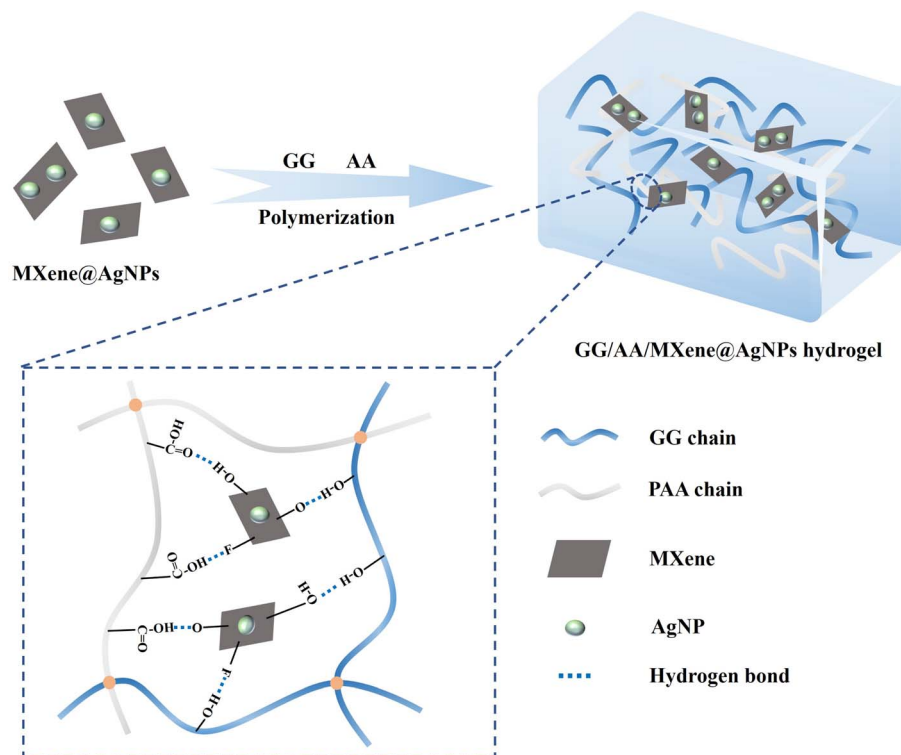 GG AA
Polymerization
MXene@AgNPs
GG/AA/MXene@AgNPs hydrogel
HO
C=O
H-O
O
H-O
F
O
C-OH
H-O
H-O
C-OH
O
O
F
H-O
GG chain
PAA chain
MXene
AgNP
Hydrogen bond